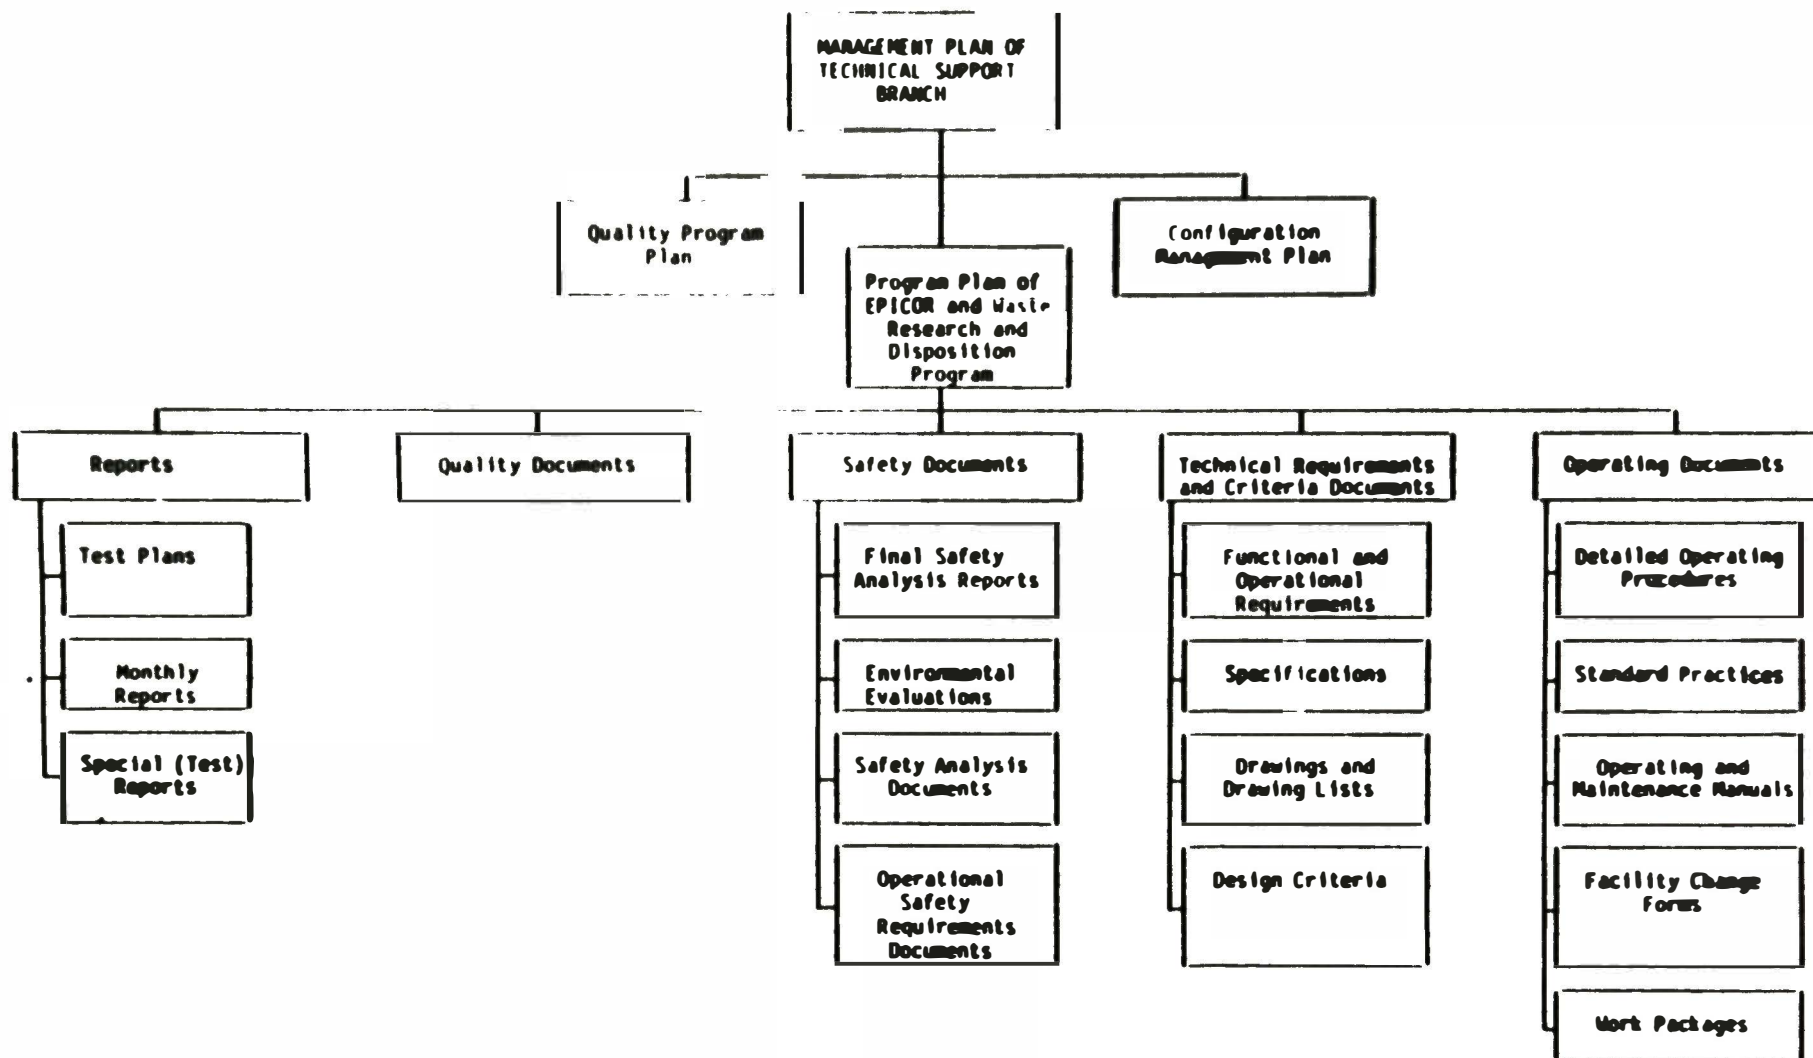 MANAGEMENT PLAN OF
TECHNICAL SUPPORT
BRANCH
Quality Program
Plan
Configuration
Management Plan
Program Plan of
EPICOR and Waste
Research and
Disposition
Program
Reports
Quality Documents
Safety Documents
Technical Requirements
and Criteria Documents
Operating Documents
Test Plans
Monthly
Reports
Special (Test)
Reports
Final Safety
Analysis Reports
Environmental
Evaluations
Safety Analysis
Documents
Operational
Safety
Requirements
Documents
Functional and
Operational
Requirements
Specifications
Drawings and
Drawing Lists
Design Criteria
Detailed Operating
Procedures
Standard Practices
Operating and
Maintenance Manuals
Facility Change
Forms
Work Packages